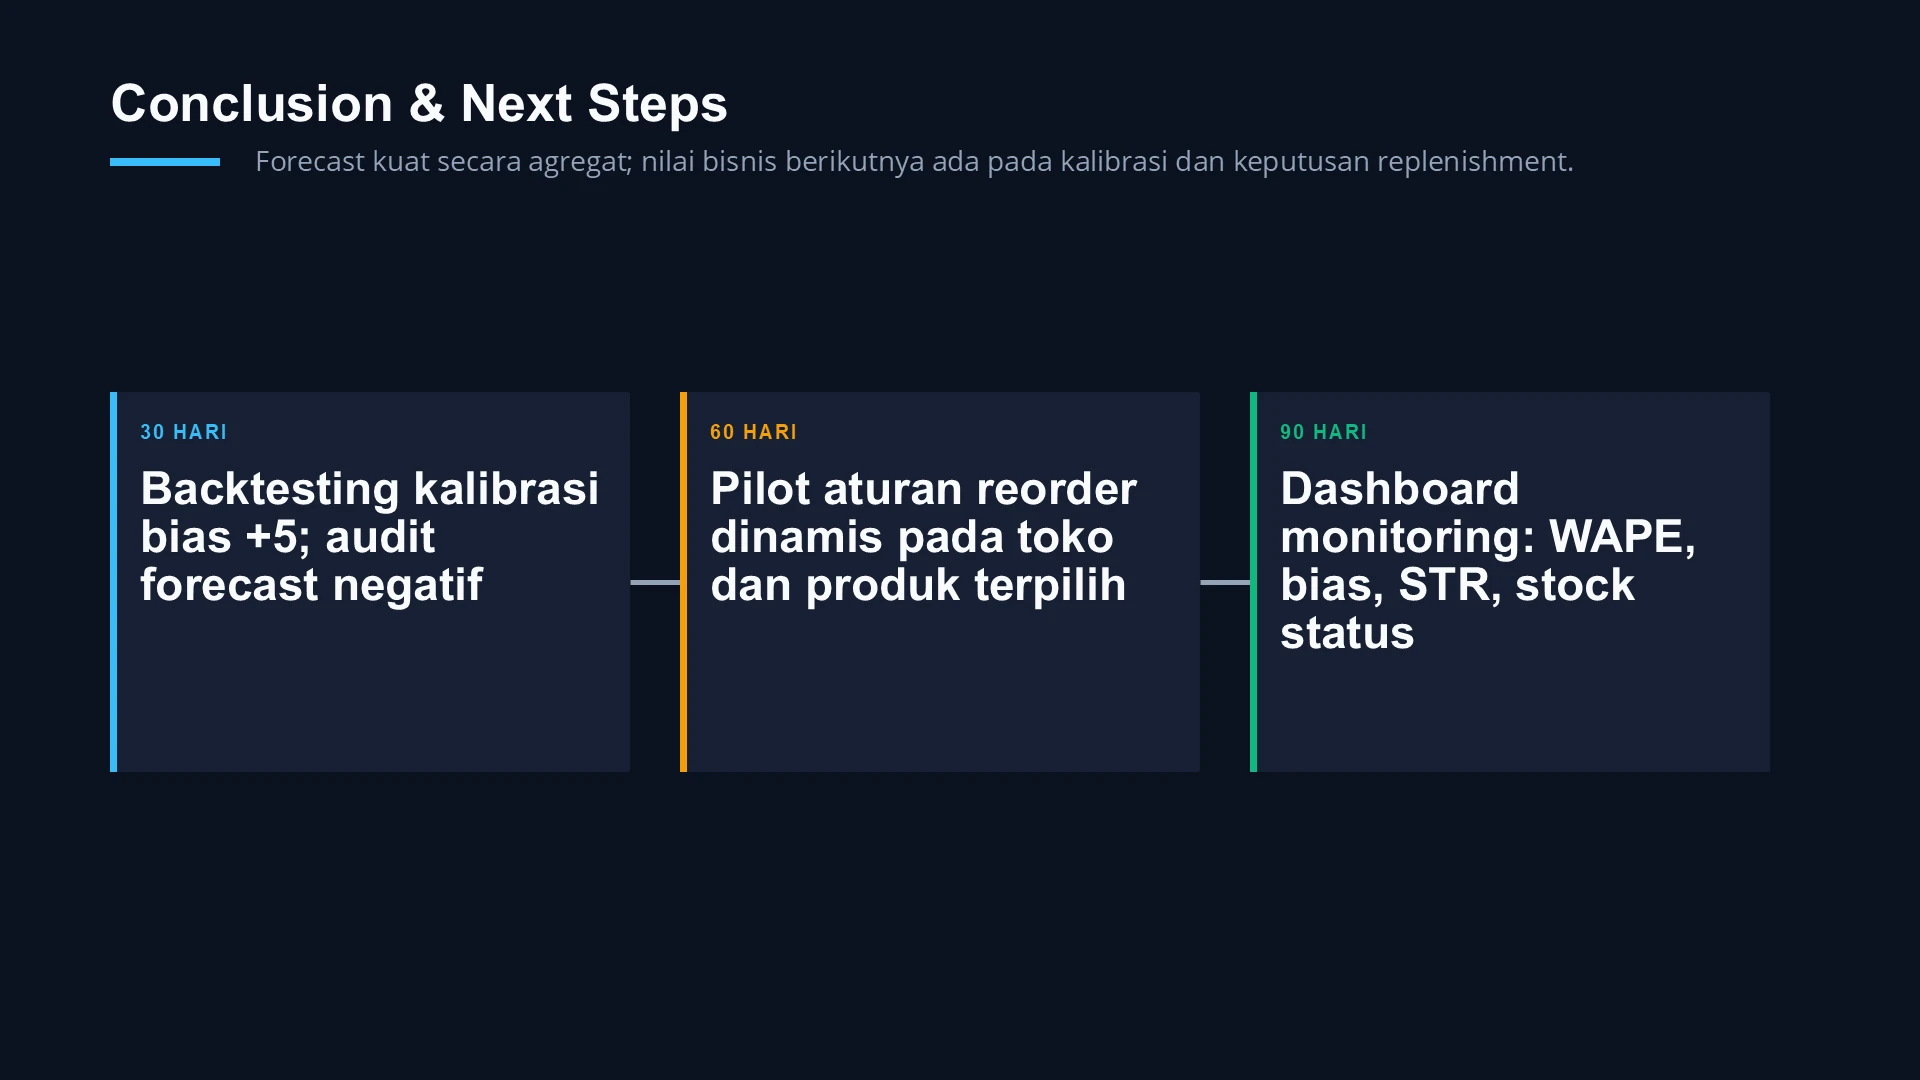 Conclusion & Next Steps
Forecast kuat secara agregat; nilai bisnis berikutnya ada pada kalibrasi dan keputusan replenishment.
30 HARI
Backtesting kalibrasi
bias +5; audit
forecast negatif
60 HARI
Pilot aturan reorder
dinamis pada toko
dan produk terpilih
90 HARI
Dashboard
monitoring: WAPE,
bias, STR, stock
status